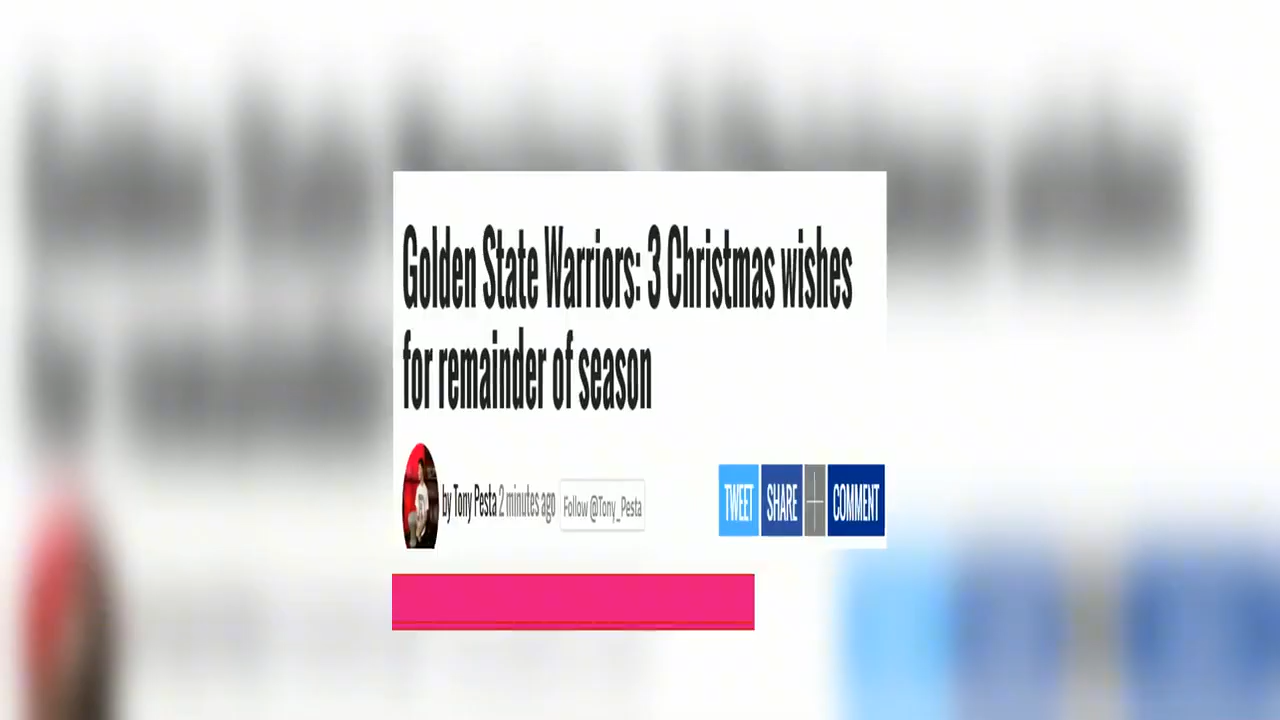 Golden State Warriors: 3 Christmas wishes
for remainder of season
by Tony Pesta 2 minutes ago Follow @Tony_Pesta TWEET SHARE COMMENT